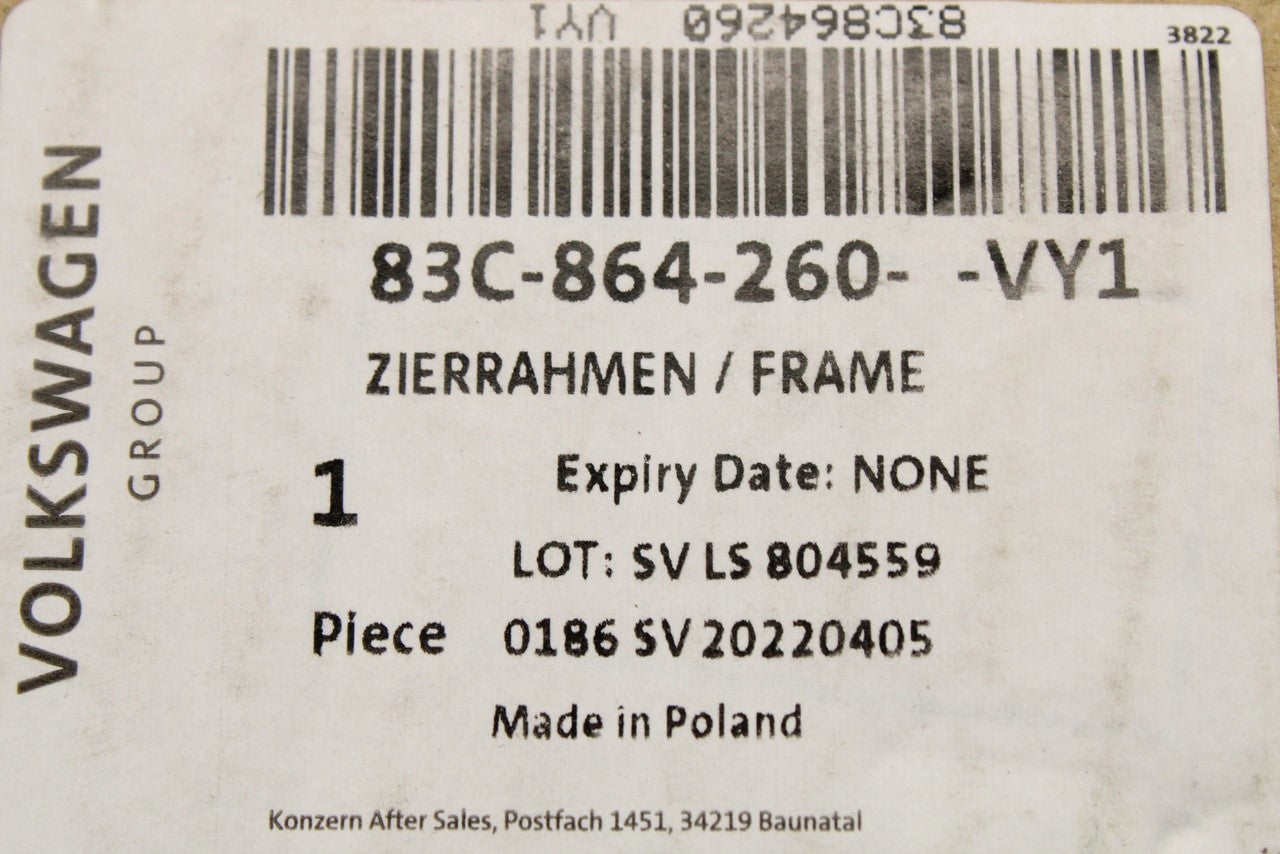 83C864260 VY1
3822
VOLKSWAGEN
GROUP
83C-864-260- -VY1
ZIERRAHMEN / FRAME
1
Expiry Date: NONE
LOT: SV LS 804559
Piece 0186 SV 20220405
Made in Poland
Konzern After Sales, Postfach 1451, 34219 Baunatal